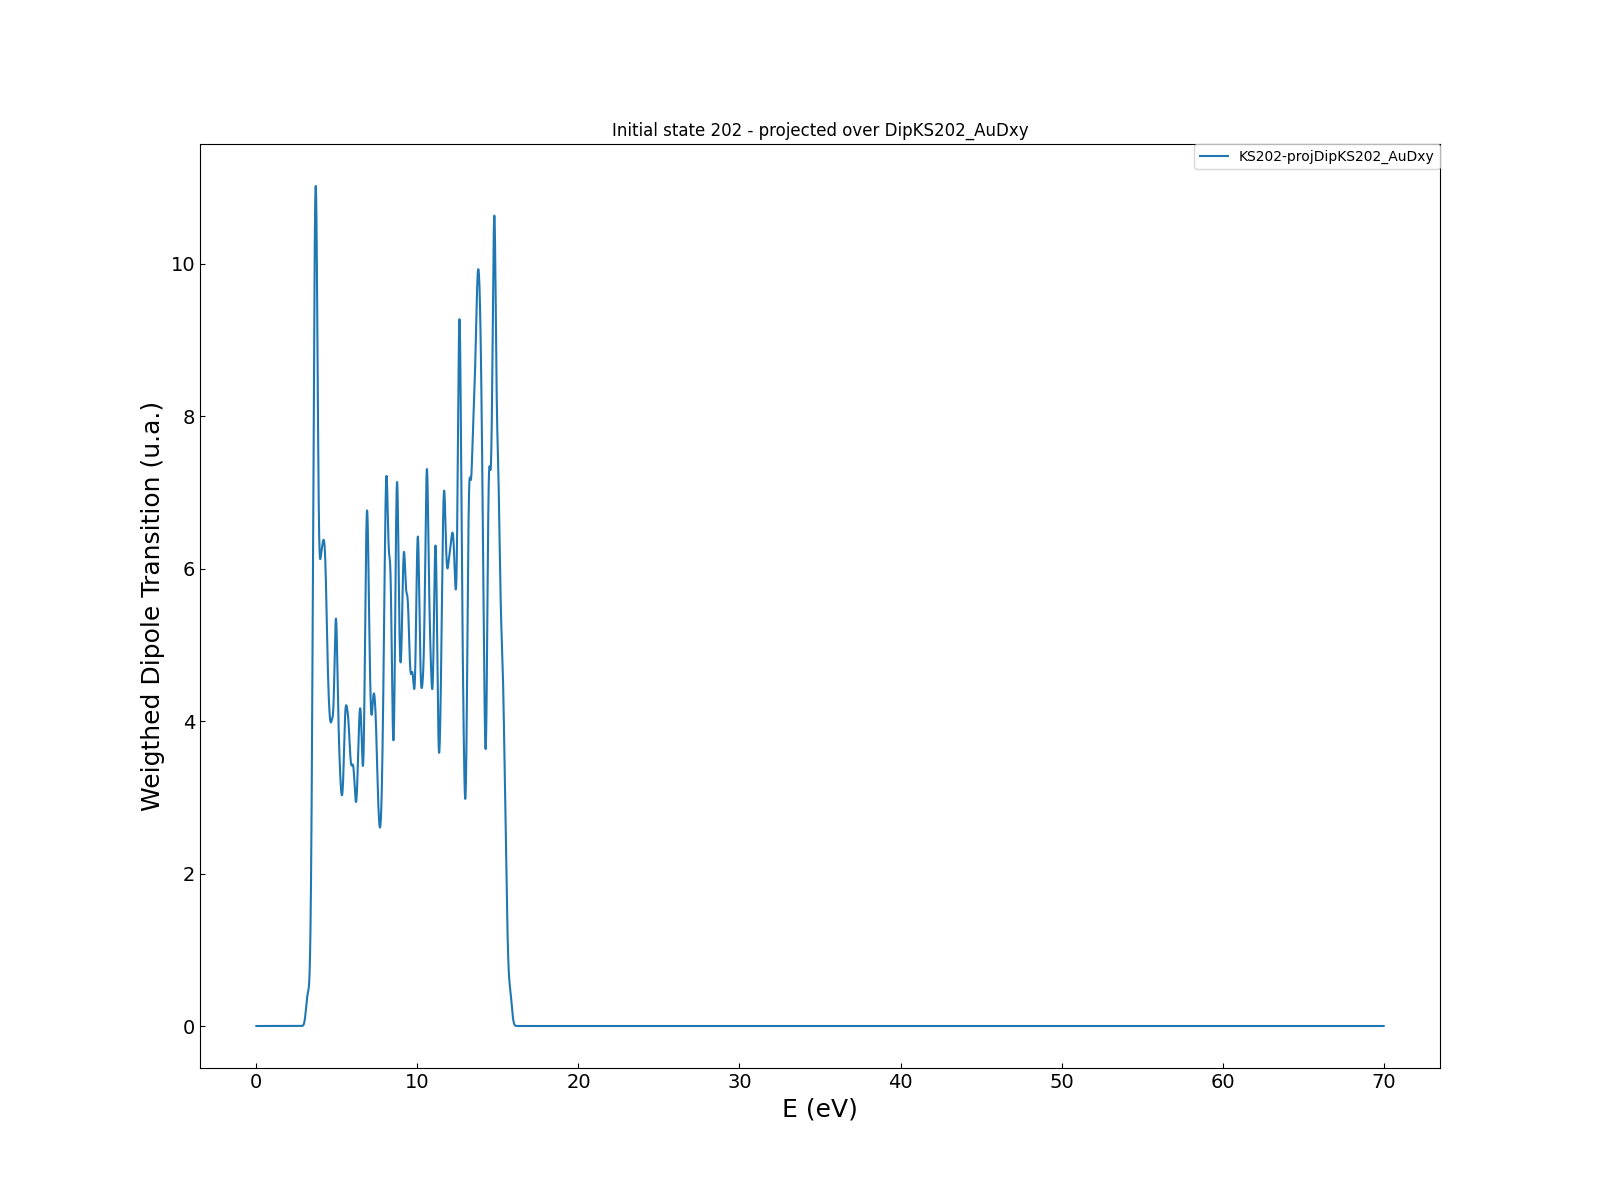 Initial state 202 - projected over DipKS202_AuDxy
KS202-projDipKS202_AuDxy
Weigthed Dipole Transition (u.a.)
10
8
6
4
2
0
0 10 20 30 40 50 60 70
E (eV)